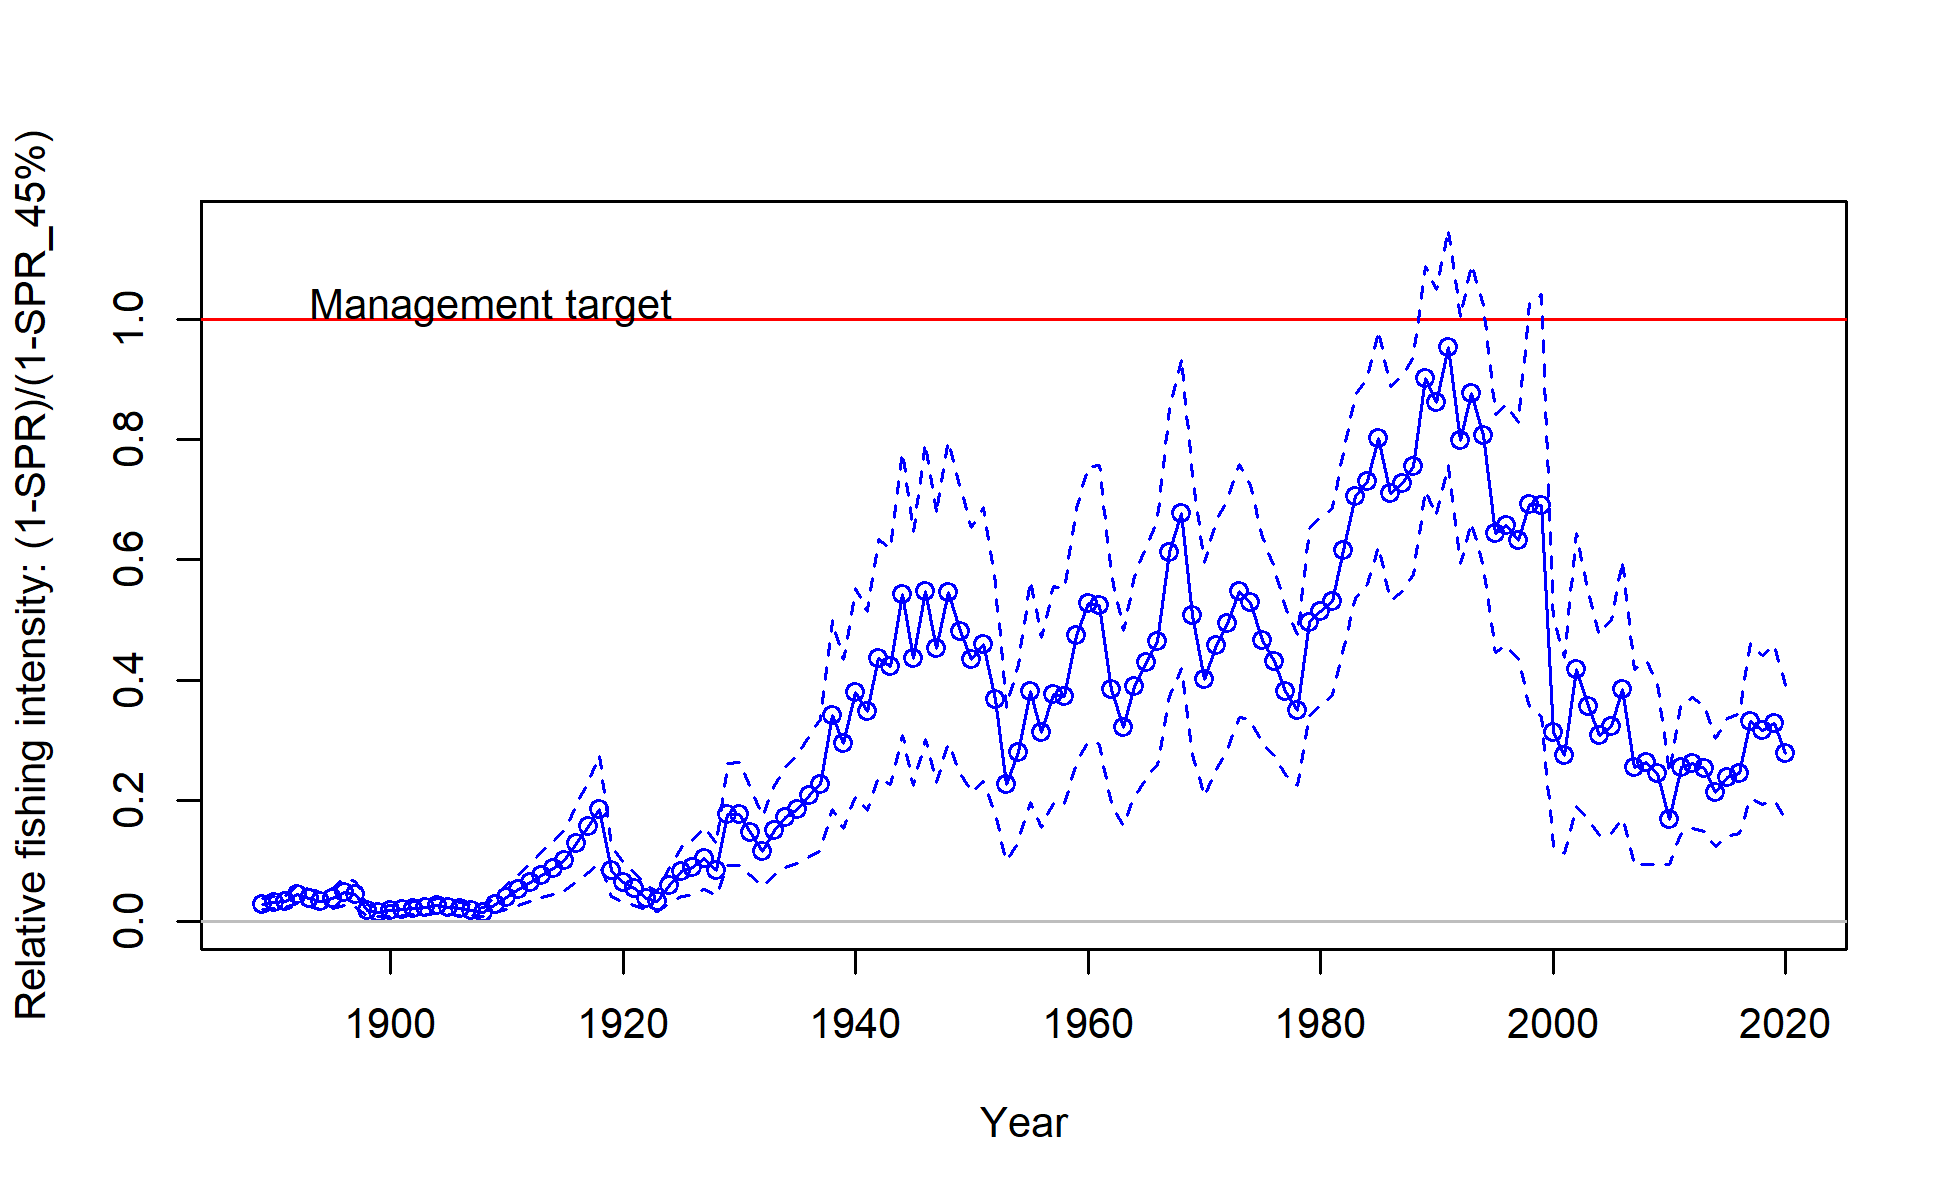 Relative fishing intensity: (1-SPR)/(1-SPR_45%)
Management target
1.0
0.8
0.6
0.4
0.2
0.0
1900 1920 1940 1960 1980 2000 2020
Year